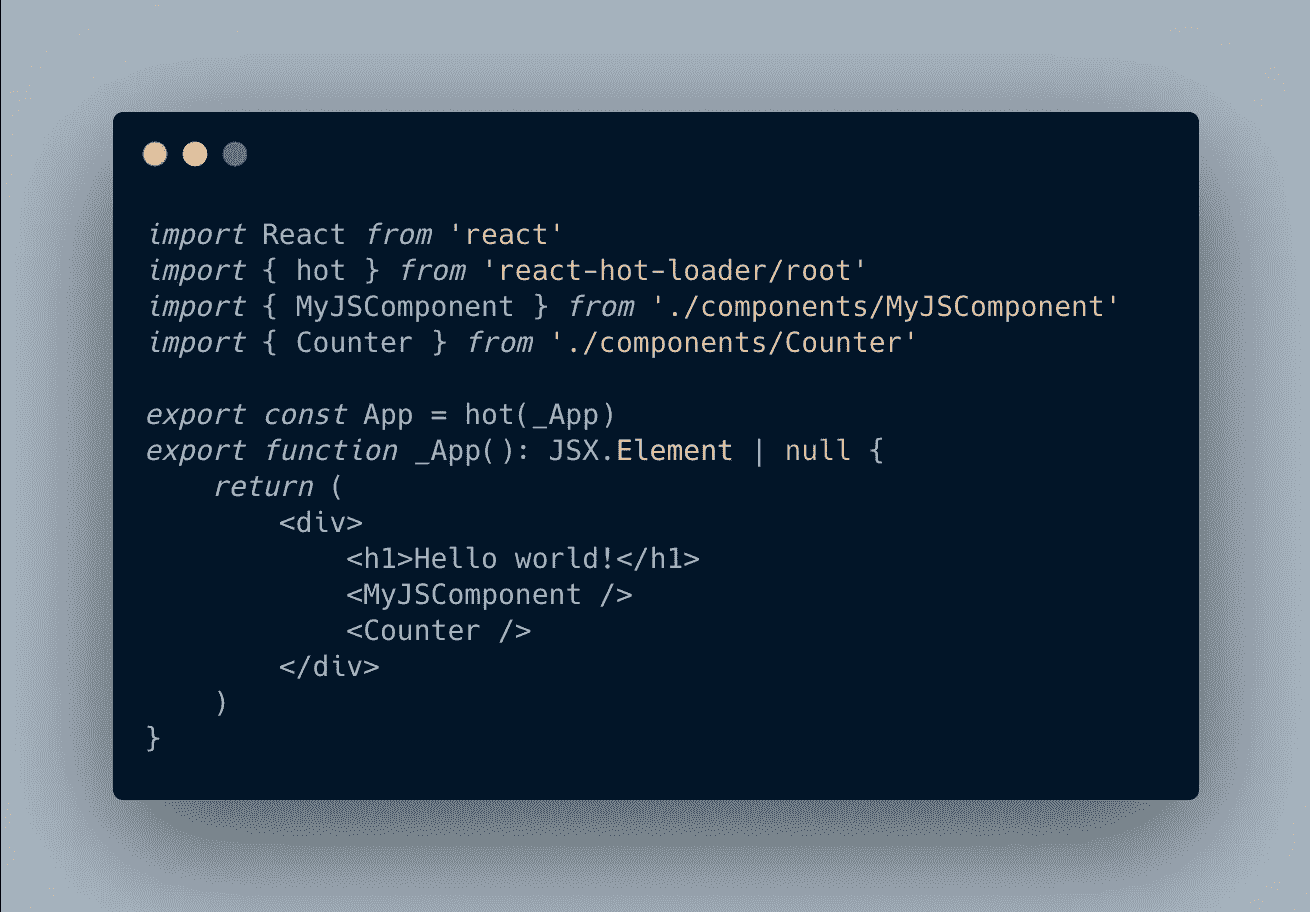 import React from 'react'
import { hot } from 'react-hot-loader/root'
import { MyJSComponent } from './components/MyJSComponent'
import { Counter } from './components/Counter'

export const App = hot(_App)
export function _App(): JSX.Element | null {
    return (
        <div>
            <h1>Hello world!</h1>
            <MyJSComponent />
            <Counter />
        </div>
    )
}